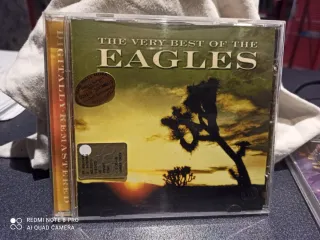 THE VERY BEST OF THE
EAGLES
DIGITALLY REMASTERED
REDMI NOTE 8 PRO
AI QUAD CAMERA